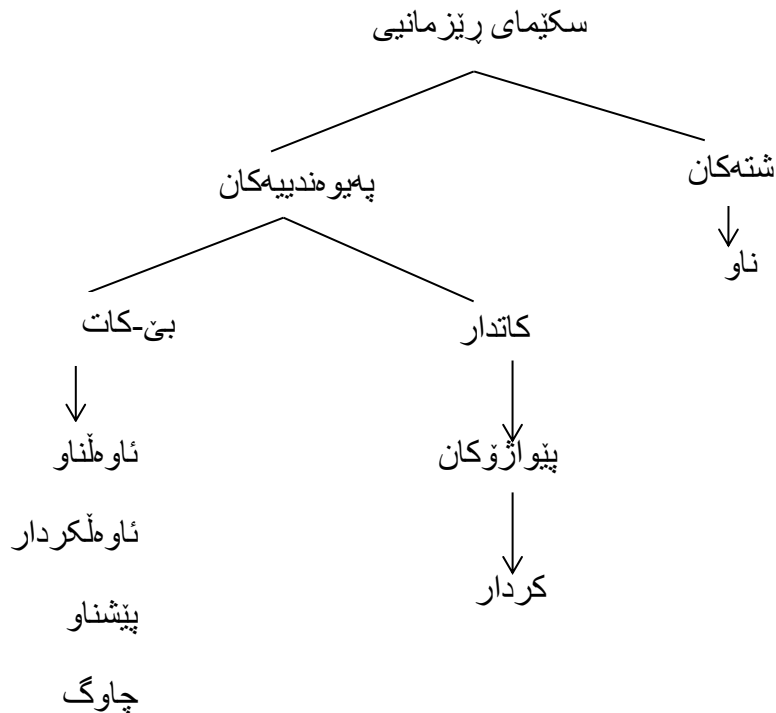 سکێمای ڕێزمانیی
شتەکان
پەیوەندییەکان
ناو
کاتدار
بێ-کات
پێواژۆکان
ئاوەڵناو
ئاوەڵکردار
کردار
پێشناو
چاوگ